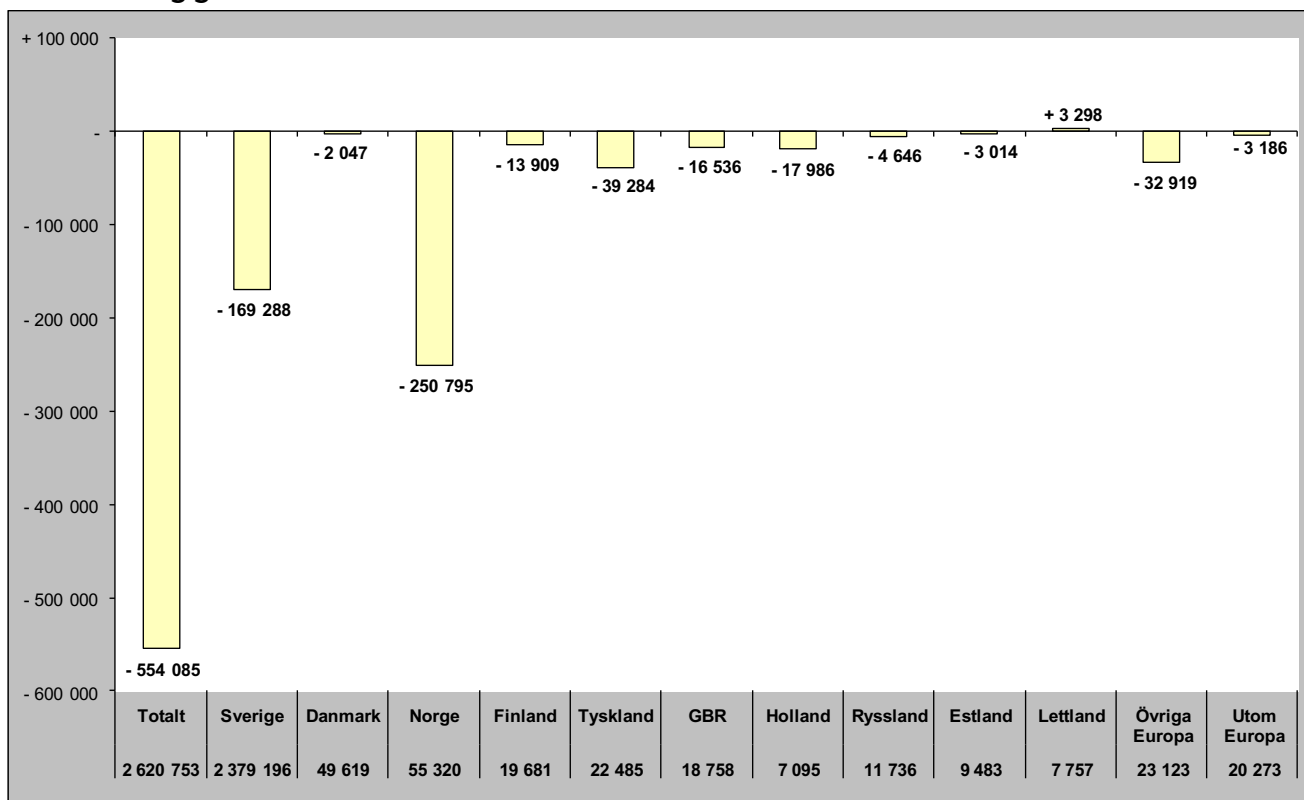 + 100 000
-
- 100 000
- 200 000
- 300 000
- 400 000
- 500 000
- 600 000
- 554 085
- 169 288
- 2 047
- 250 795
- 13 909
- 39 284
- 16 536
- 17 986
- 4 646
- 3 014
+ 3 298
- 32 919
- 3 186
Totalt Sverige Danmark Norge Finland Tyskland GBR Holland Ryssland Estland Lettland Övriga Europa Utom Europa
2 620 753 2 379 196 49 619 55 320 19 681 22 485 18 758 7 095 11 736 9 483 7 757 23 123 20 273